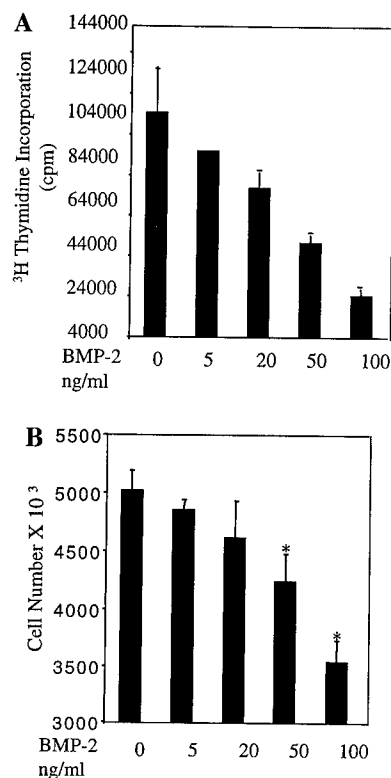 A
144000
124000
104000
84000
64000
44000
24000
4000
³H Thymidine Incorporation
(cpm)
BMP-2
ng/ml
0 5 20 50 100
B
5500
5000
4500
4000
3500
3000
Cell Number X 10⁻³
* *
BMP-2
ng/ml
0 5 20 50 100